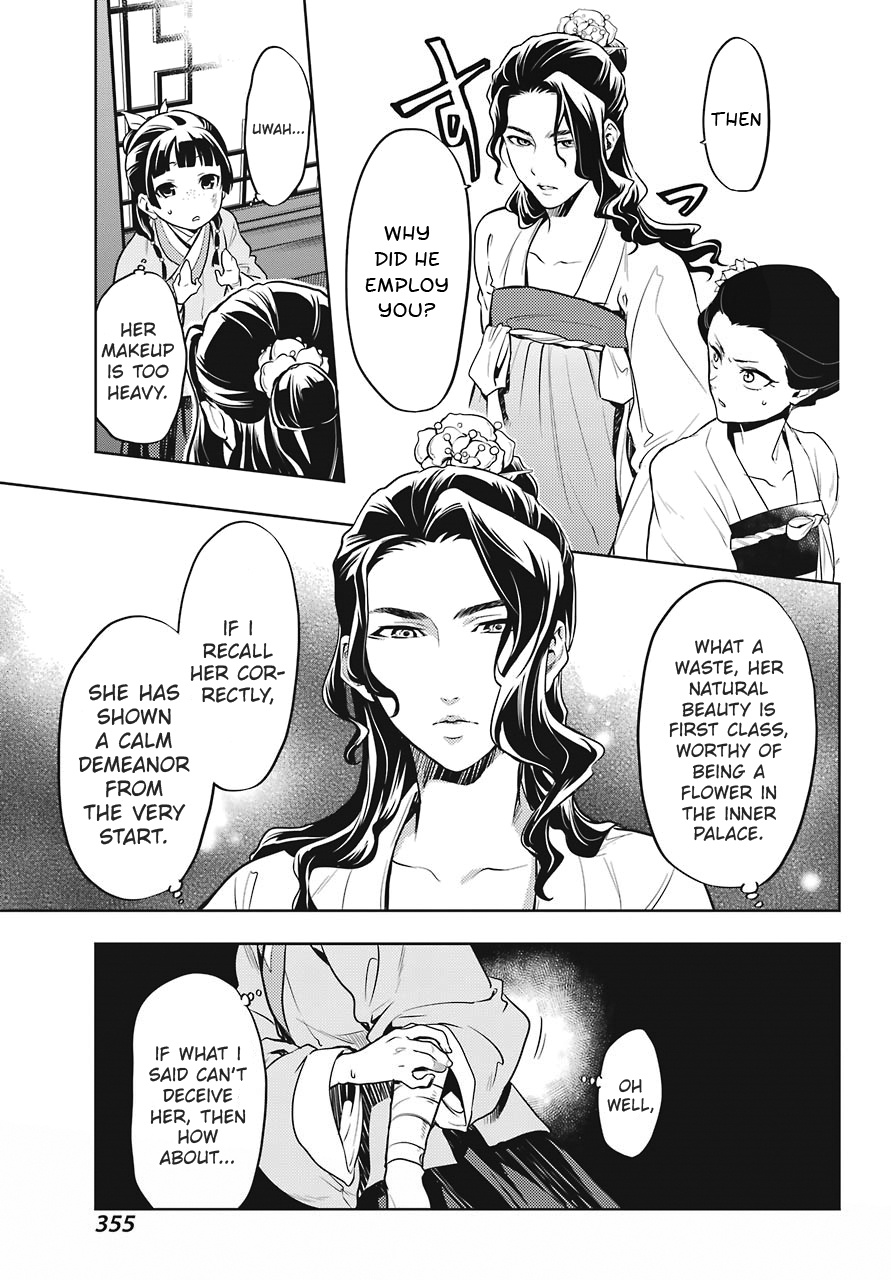 THEN
WHY
DID HE
EMPLOY
YOU?
すッ
UWAH...
HER
MAKEUP
IS TOO
HEAVY.
WHAT A
WASTE, HER
NATURAL
BEAUTY IS
FIRST CLASS,
WORTHY OF
BEING A
FLOWER IN
THE INNER
PALACE.
IF I
RECALL
HER COR-
RECTLY,
SHE HAS
SHOWN
A CALM
DEMEANOR
FROM
THE VERY
START.
OH
WELL,
IF WHAT I
SAID CAN'T
DECEIVE
HER, THEN
HOW
ABOUT...
355